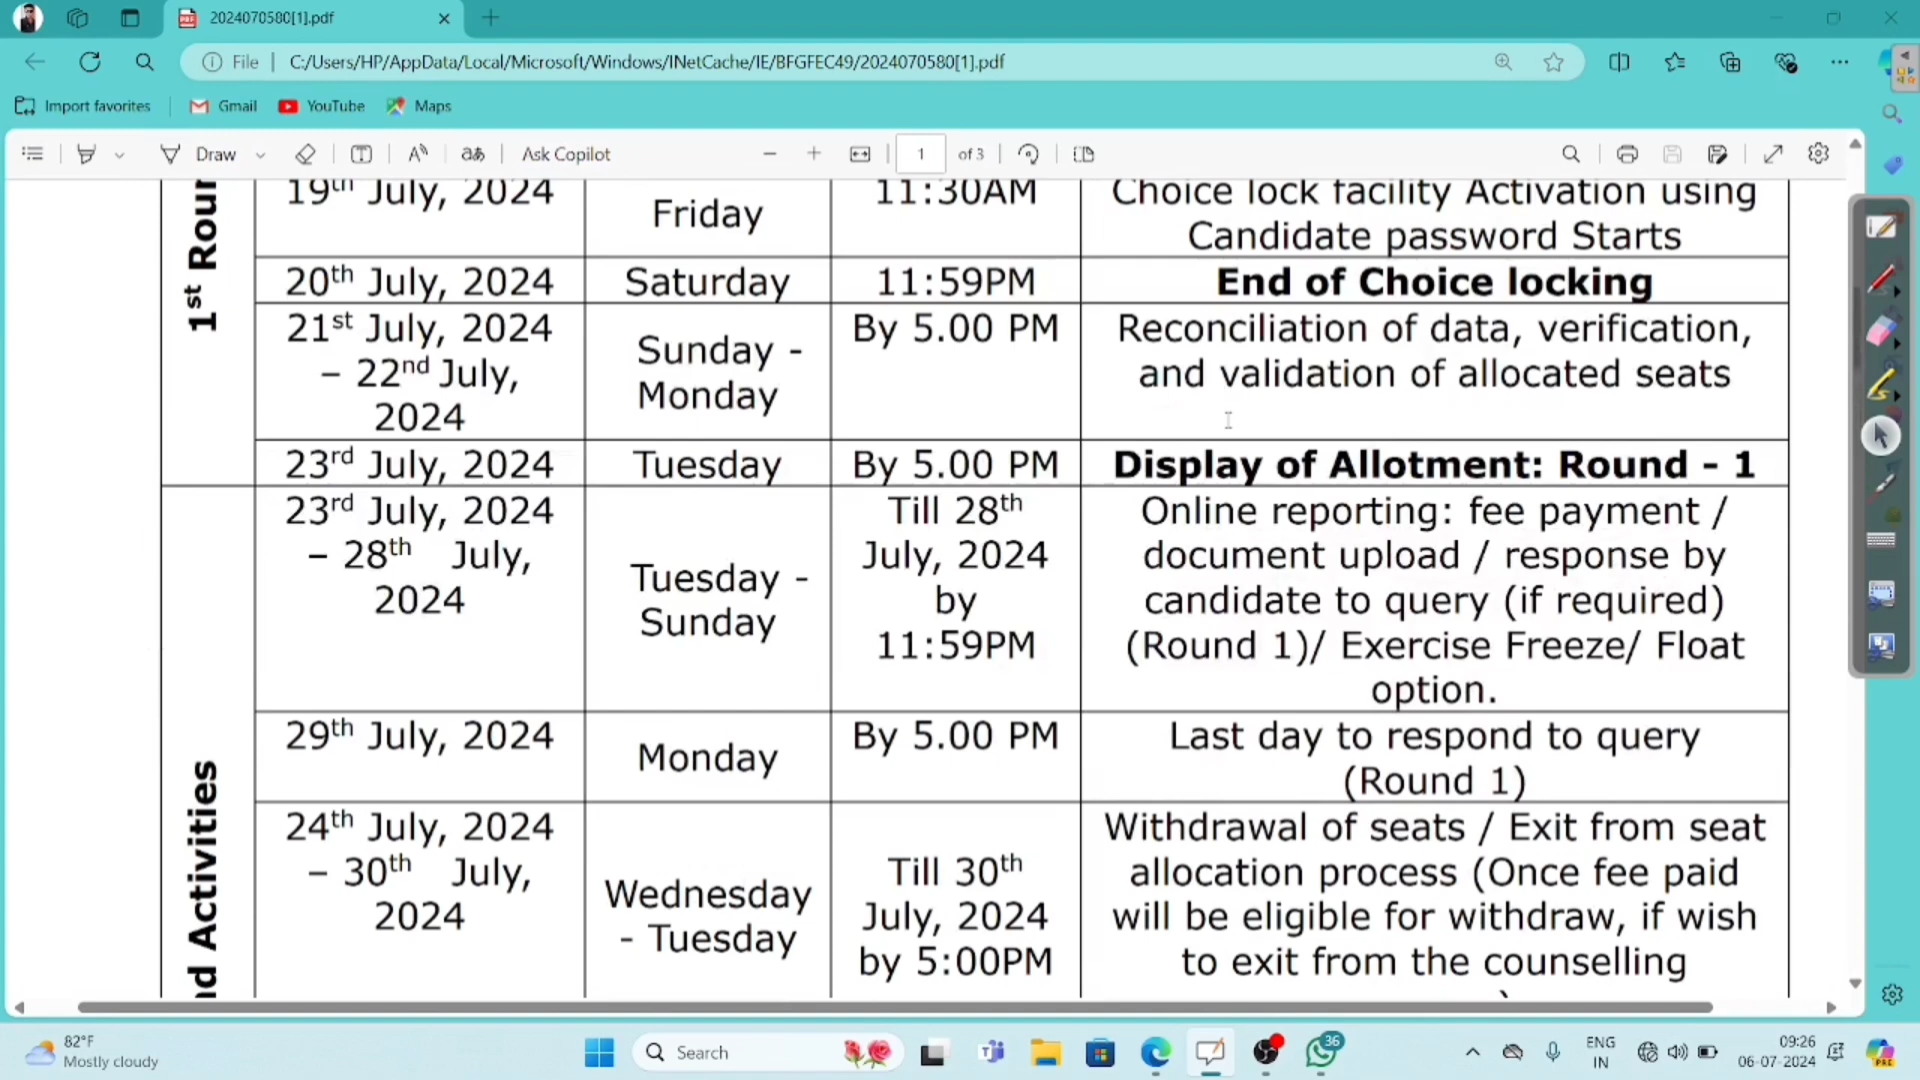 2024070580[1].pdf
File
C:/Users/HP/AppData/Local/Microsoft/Windows/INetCache/IE/BFGFEC49/2024070580[1].pdf
Import favorites
Gmail
YouTube
Maps
Draw
Ask Copilot
1 of 3
1st Roun
19th July, 2024
Friday
11:30AM
Choice lock facility Activation using
Candidate password Starts
20th July, 2024
Saturday
11:59PM
End of Choice locking
21st July, 2024
– 22nd July,
2024
Sunday -
Monday
By 5.00 PM
Reconciliation of data, verification,
and validation of allocated seats
23rd July, 2024
Tuesday
By 5.00 PM
Display of Allotment: Round - 1
nd Activities
23rd July, 2024
– 28th July,
2024
Tuesday -
Sunday
Till 28th
July, 2024
by
11:59PM
Online reporting: fee payment /
document upload / response by
candidate to query (if required)
(Round 1)/ Exercise Freeze/ Float
option.
29th July, 2024
Monday
By 5.00 PM
Last day to respond to query
(Round 1)
24th July, 2024
– 30th July,
2024
Wednesday
- Tuesday
Till 30th
July, 2024
by 5:00PM
Withdrawal of seats / Exit from seat
allocation process (Once fee paid
will be eligible for withdraw, if wish
to exit from the counselling
82°F
Mostly cloudy
Search
36
ENG
IN
09:26
06-07-2024